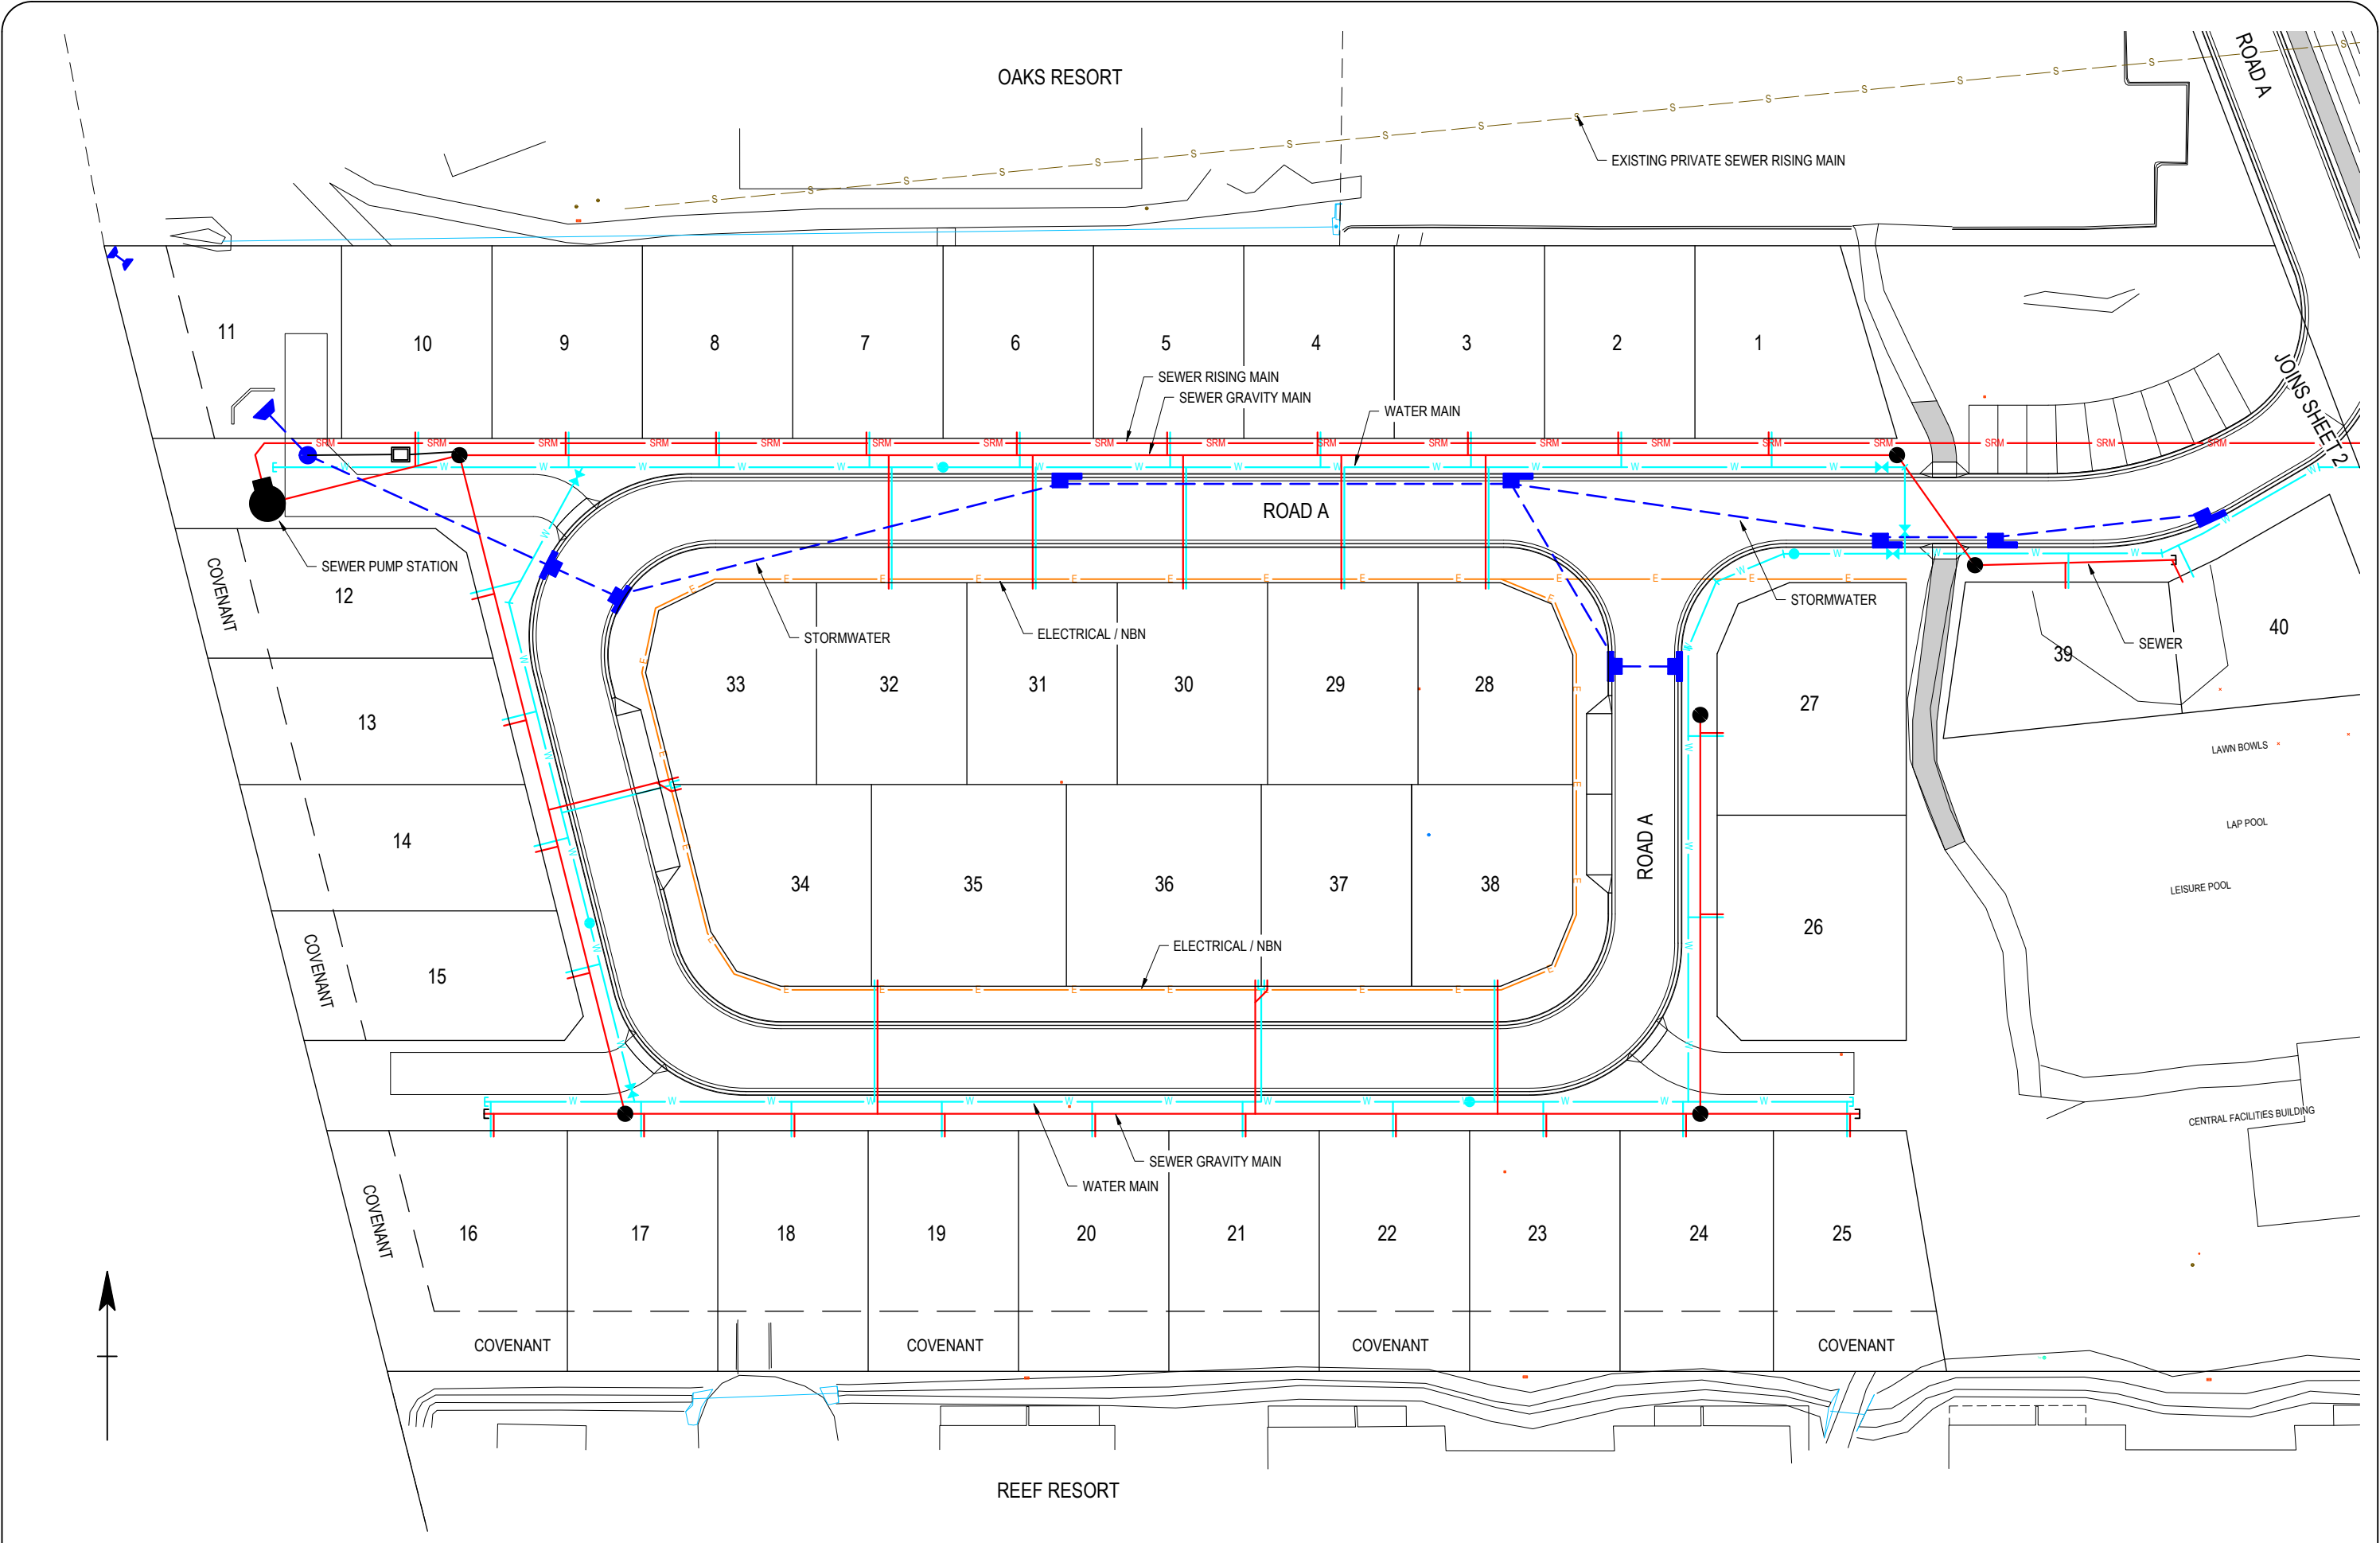 OAKS RESORT
ROAD A
EXISTING PRIVATE SEWER RISING MAIN
11
10
9
8
7
6
5
4
3
2
1
SEWER RISING MAIN
SEWER GRAVITY MAIN
WATER MAIN
JOINS SHEET 2
ROAD A
SEWER PUMP STATION
COVENANT
12
STORMWATER
ELECTRICAL / NBN
STORMWATER
SEWER
39
40
33
32
31
30
29
28
27
13
14
LAWN BOWLS
LAP POOL
LEISURE POOL
ROAD A
34
35
36
37
38
26
COVENANT
15
ELECTRICAL / NBN
CENTRAL FACILITIES BUILDING
SEWER GRAVITY MAIN
WATER MAIN
COVENANT
16
17
18
19
20
21
22
23
24
25
COVENANT
COVENANT
COVENANT
COVENANT
REEF RESORT